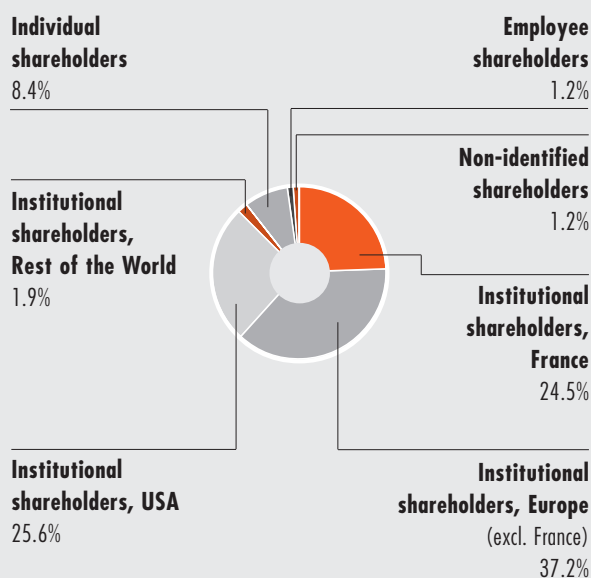 Individual
shareholders
8.4%
Employee
shareholders
1.2%
Institutional
shareholders,
Rest of the World
1.9%
Non-identified
shareholders
1.2%
Institutional
shareholders,
France
24.5%
Institutional
shareholders, USA
25.6%
Institutional
shareholders, Europe
(excl. France)
37.2%